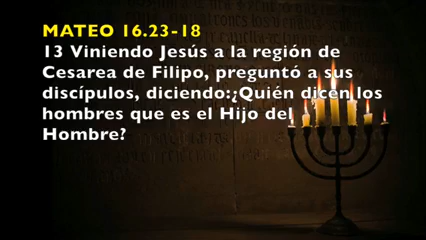 MATEO 16.23-18
13 Viniendo Jesús a la región de
Cesarea de Filipo, preguntó a sus
discípulos, diciendo:¿Quién dicen los
hombres que es el Hijo del
Hombre?